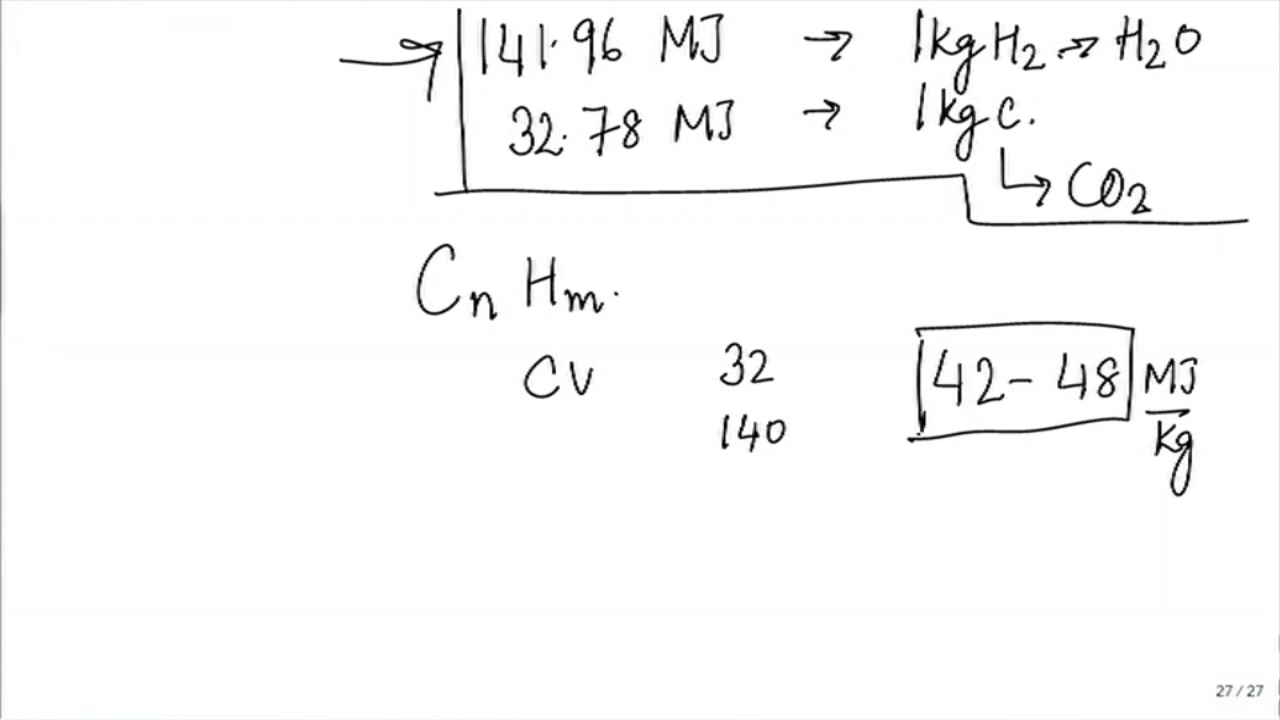 141.96 MJ → 1kg H₂ → H₂O
32.78 MJ → 1kg C.
↳ CO₂
Cₙ Hₘ.
CV 32 42 - 48 MJ/kg
140
27 / 27